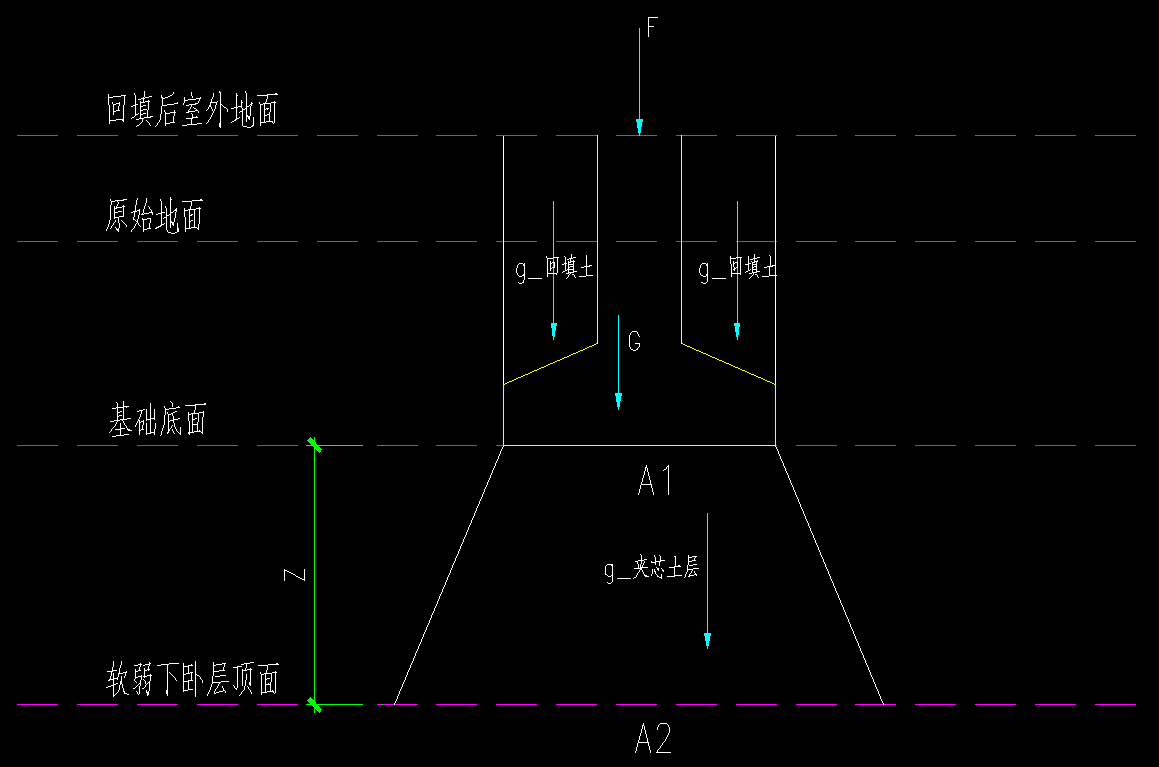 F
回填后室外地面
原始地面
g_回填土 g_回填土
G
基础底面
A1
g_夹芯土层
Z
软弱下卧层顶面
A2